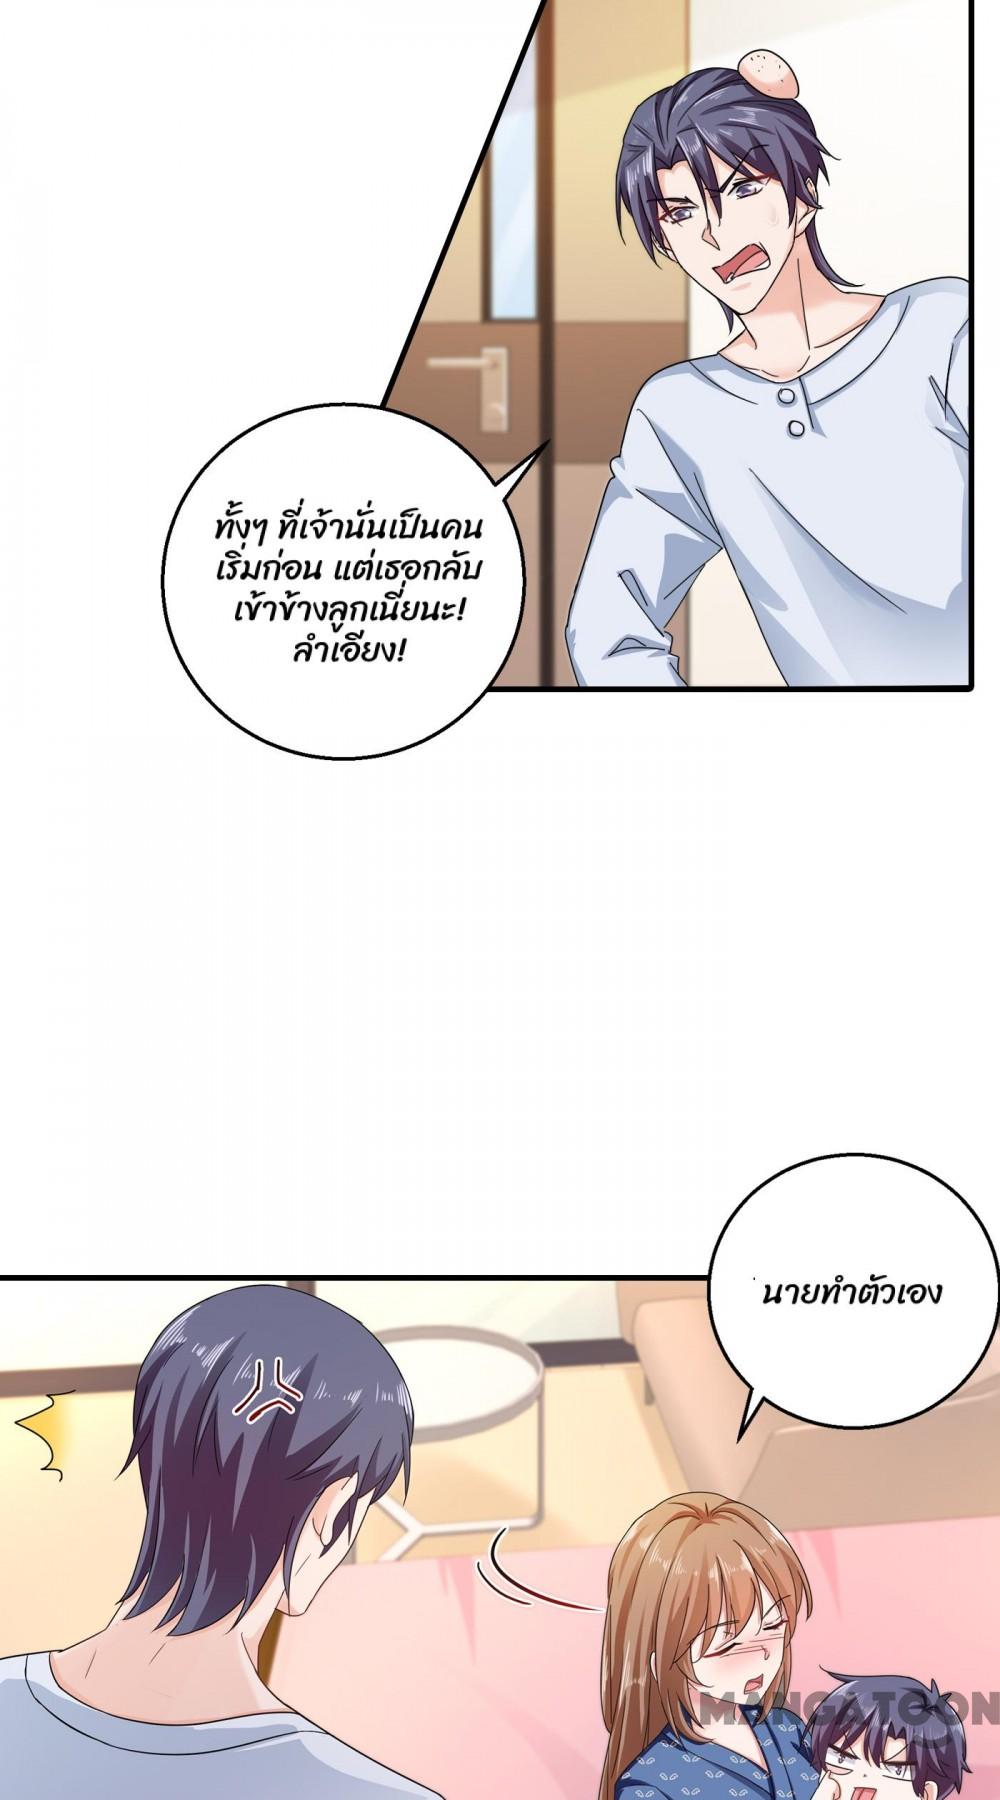 ทั้งๆ ที่เจ้านั่นเป็นคน
เริ่มก่อน แต่เธอกลับ
เข้าข้างลูกเนี่ยนะ!
ลำเอียง!
นายทำตัวเอง
MANGATOON